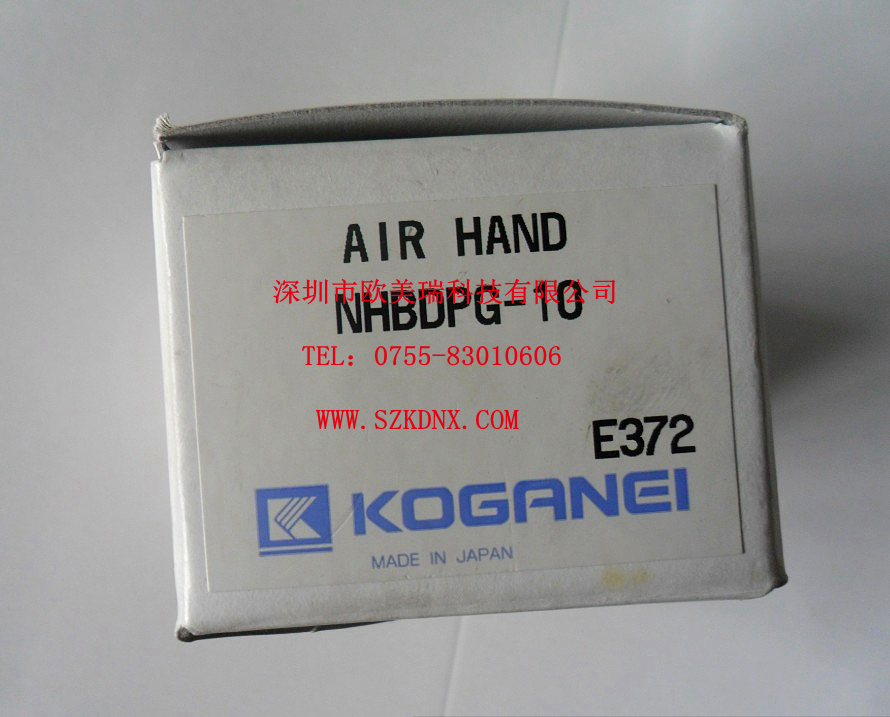 AIR HAND
深圳市欧美瑞科技有限公司
NHBDPG-10
TEL：0755-83010606
WWW.SZKDNX.COM
E372
KOGANEI
MADE IN JAPAN